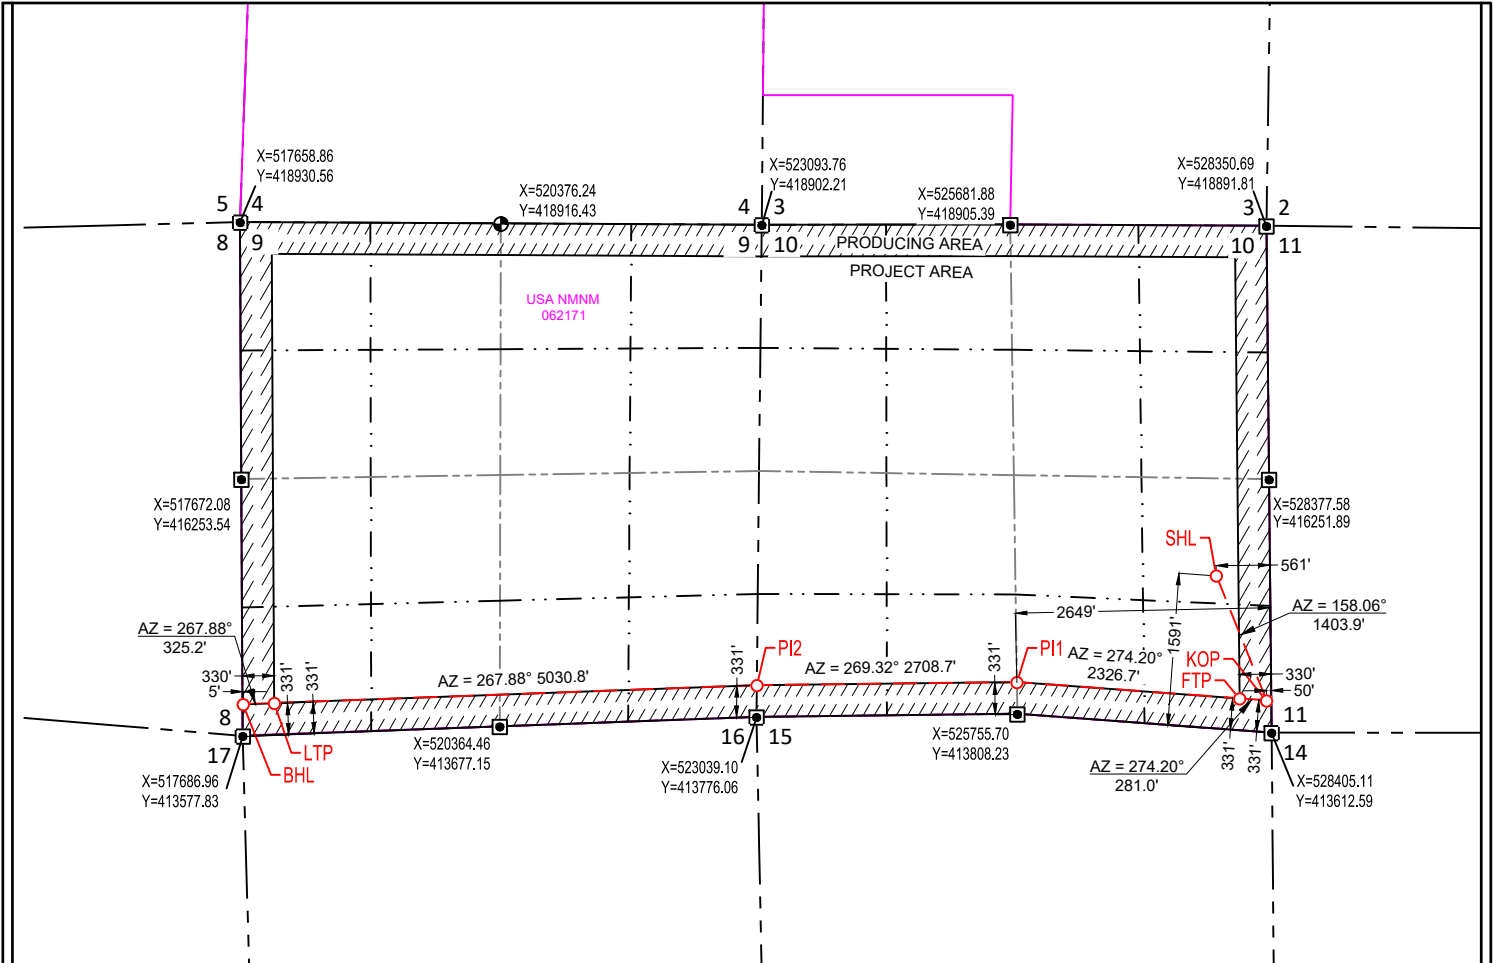 X=517658.86
Y=418930.56
X=520376.24
Y=418916.43
X=523093.76
Y=418902.21
X=525681.88
Y=418905.39
X=528350.69
Y=418891.81
5 4
8 9
4 3
9 10
3 2
10 11
PRODUCING AREA
PROJECT AREA
USA NMNM
062171
X=517672.08
Y=416253.54
X=528377.58
Y=416251.89
SHL
561'
AZ = 158.06°
1403.9'
2649'
1591'
AZ = 267.88°
325.2'
330'
5'
331'
331'
AZ = 267.88° 5030.8'
331'
PI2
AZ = 269.32° 2708.7'
331'
PI1
AZ = 274.20°
2326.7'
KOP
FTP
330'
50'
8
17
LTP
BHL
16 15
11
14
331'
331'
AZ = 274.20°
281.0'
X=517686.96
Y=413577.83
X=520364.46
Y=413677.15
X=523039.10
Y=413776.06
X=525755.70
Y=413808.23
X=528405.11
Y=413612.59